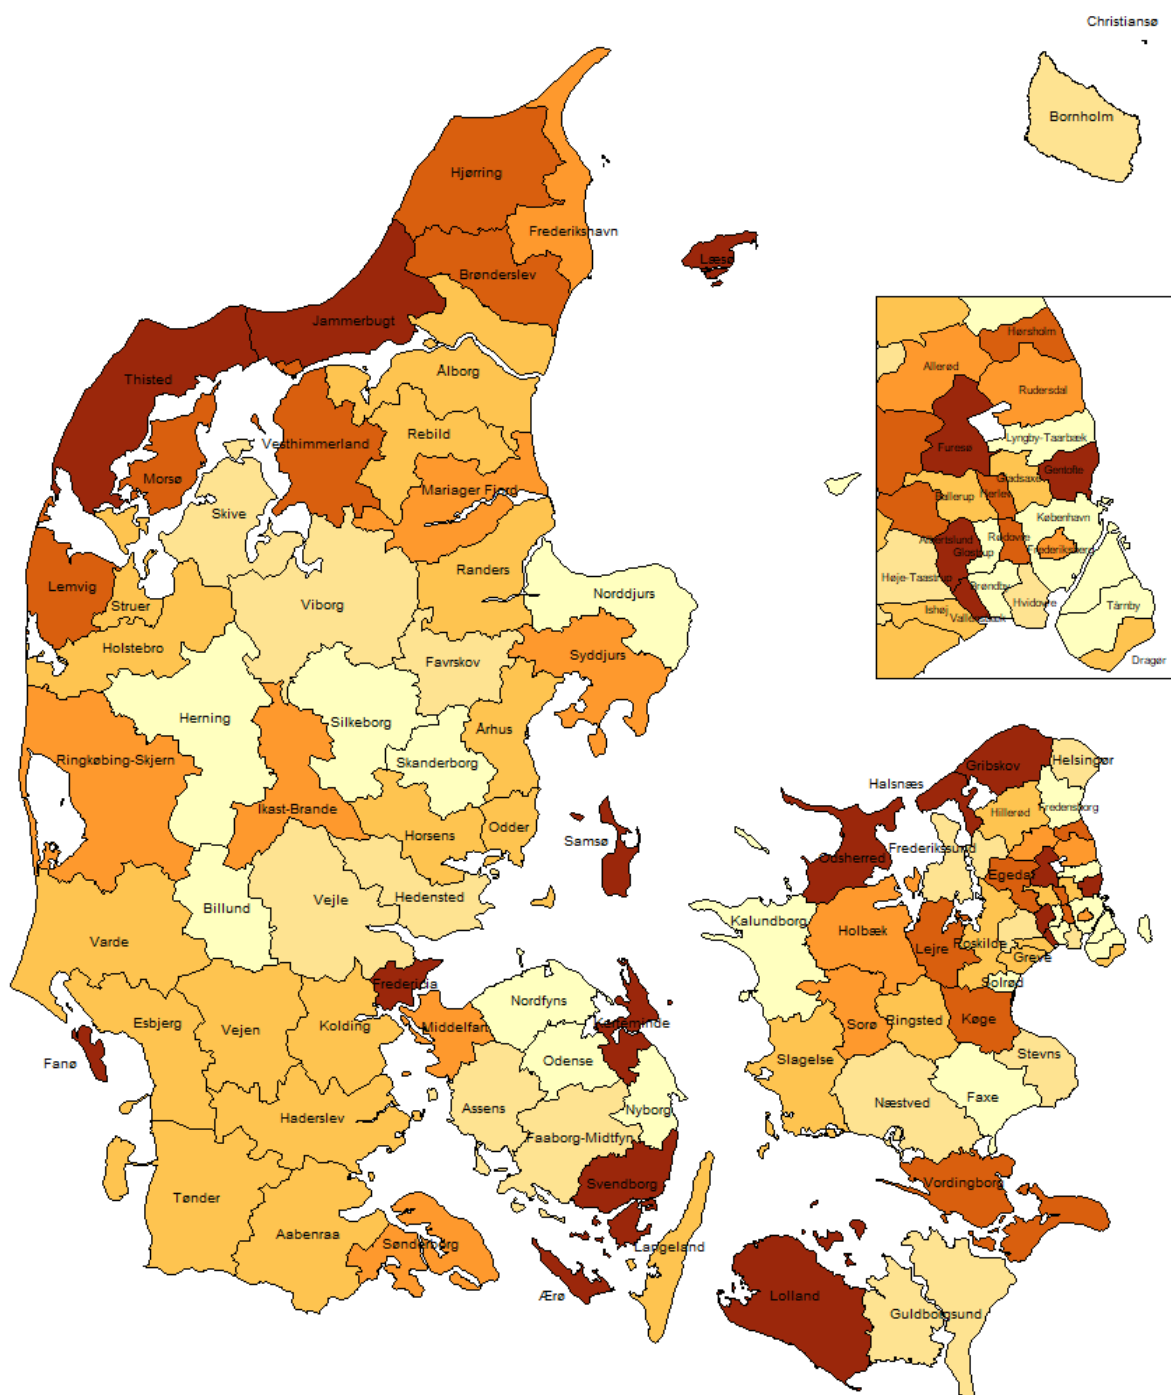 Christiansø
Bornholm
Hjørring
Frederikshavn
Læsø
Brønderslev
Jammerbugt
Thisted
Ålborg
Rebild
Vesthimmerland
Morsø
Mariager Fjord
Skive
Randers
Lemvig
Struer
Viborg
Norddjurs
Holstebro
Favrskov
Syddjurs
Herning
Silkeborg
Århus
Ringkøbing-Skjern
Skanderborg
Ikast-Brande
Horsens
Odder
Samsø
Hedensted
Billund
Vejle
Varde
Fredericia
Esbjerg
Vejen
Kolding
Middelfart
Nordfyns
Kerteminde
Fanø
Odense
Assens
Nyborg
Haderslev
Faaborg-Midtfyn
Svendborg
Tønder
Aabenraa
Sønderborg
Langeland
Ærø
Hørsholm
Allerød
Rudersdal
Lyngby-Taarbæk
Furesø
Gentofte
Gladsaxe
Ballerup
Herlev
København
Albertslund
Rødovre
Glostrup
Frederiksberg
Høje-Taastrup
Brøndby
Hvidovre
Ishøj
Vallensbæk
Tårnby
Dragør
Gribskov
Helsingør
Halsnæs
Hillerød
Fredensborg
Odsherred
Frederikssund
Egedal
Kalundborg
Holbæk
Lejre
Roskilde
Greve
Solrød
Sorø
Ringsted
Køge
Slagelse
Stevns
Næstved
Faxe
Vordingborg
Lolland
Guldborgsund